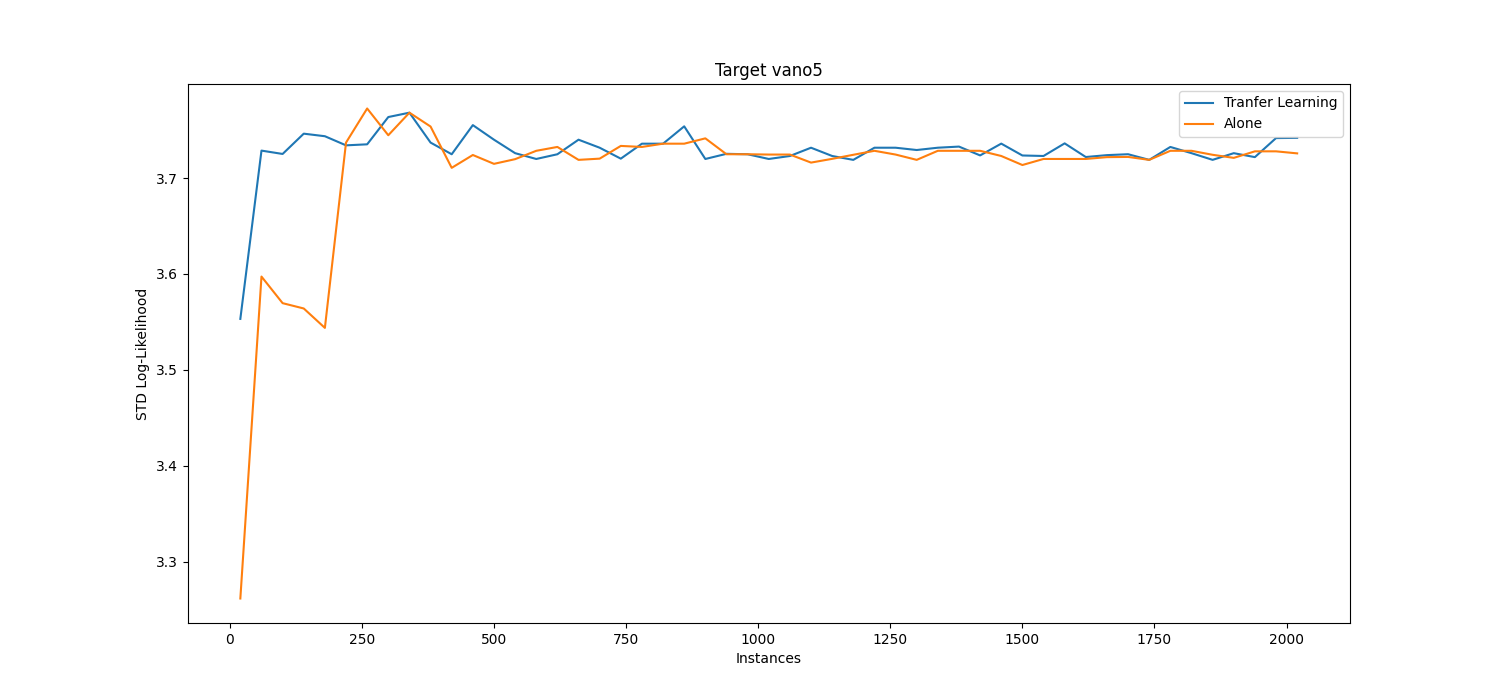 Target vano5
Tranfer Learning
Alone
3.7
3.6
3.5
3.4
3.3
STD Log-Likelihood
0 250 500 750 1000 1250 1500 1750 2000
Instances